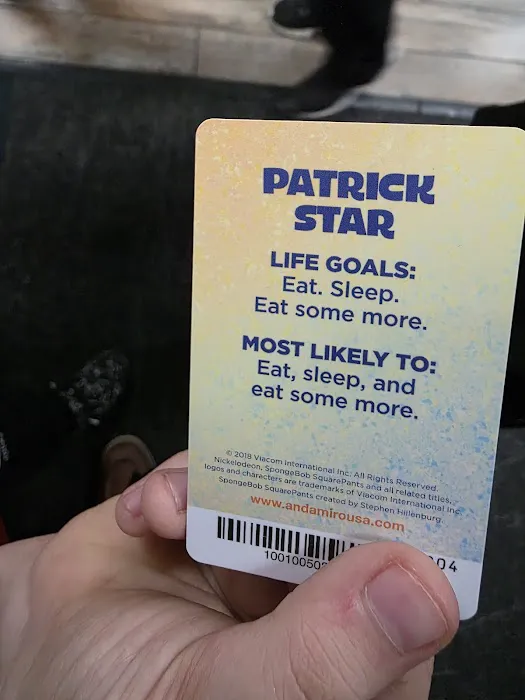 PATRICK
STAR
LIFE GOALS:
Eat. Sleep.
Eat some more.
MOST LIKELY TO:
Eat, sleep, and
eat some more.
© 2018 Viacom International Inc. All Rights Reserved.
Nickelodeon, SpongeBob SquarePants and all related titles,
logos and characters are trademarks of Viacom International Inc.
SpongeBob SquarePants created by Stephen Hillenburg.
www.andamirousa.com